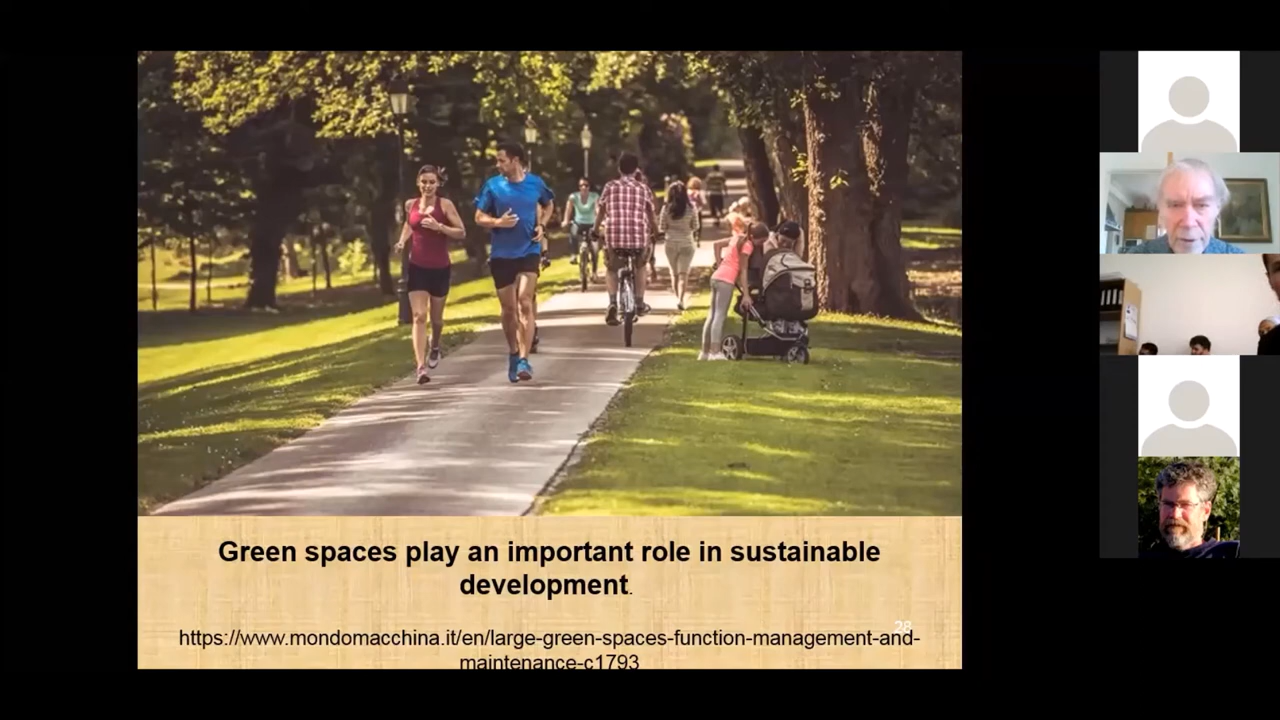 Green spaces play an important role in sustainable
development.
28
https://www.mondomacchina.it/en/large-green-spaces-function-management-and-
maintenance-c1793